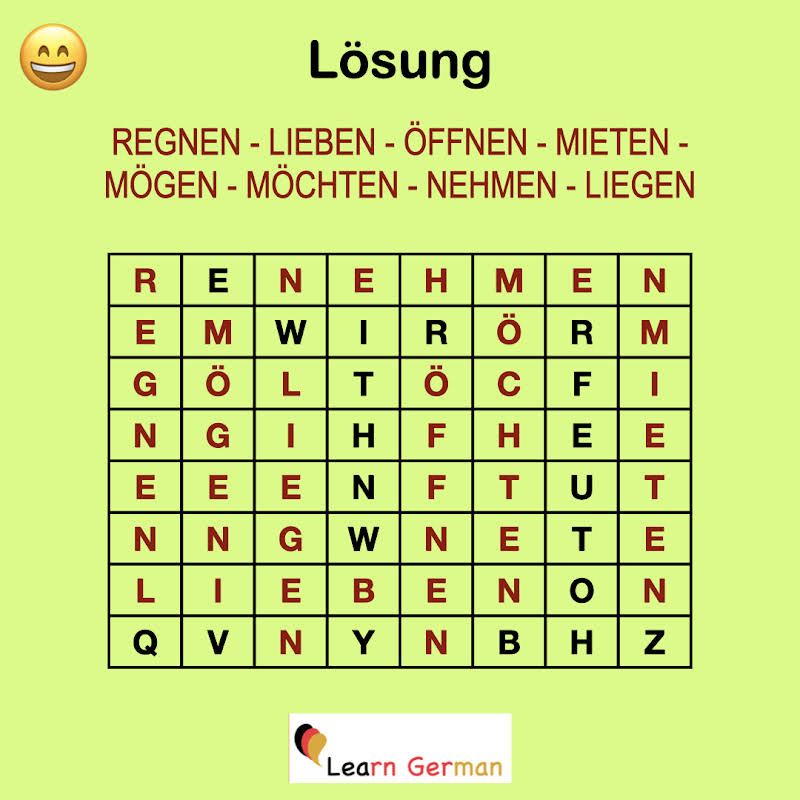 Lösung
REGNEN - LIEBEN - ÖFFNEN - MIETEN -
MÖGEN - MÖCHTEN - NEHMEN - LIEGEN
R E N E H M E N
E M W I R Ö R M
G Ö L T Ö C F I
N G I H F H E E
E E E N F T U T
N N G W N E T E
L I E B E N O N
Q V N Y N B H Z
Learn German